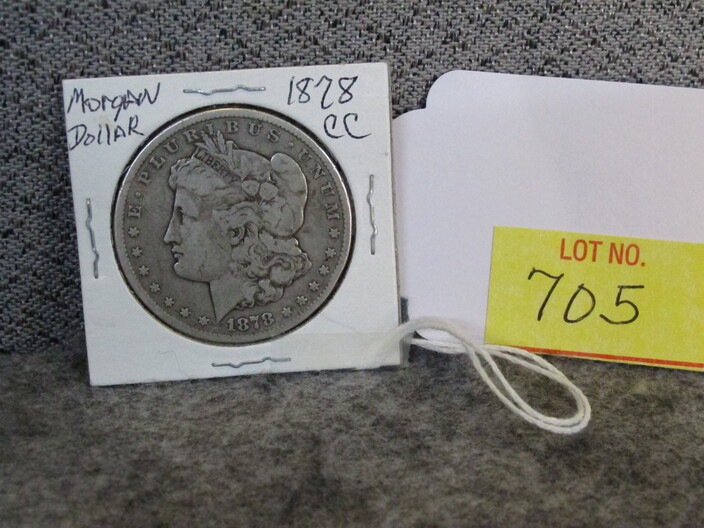 MORGAN
DOLLAR
1878
CC
E · PLURIBUS · UNUM
LIBERTY
1878
LOT NO.
705